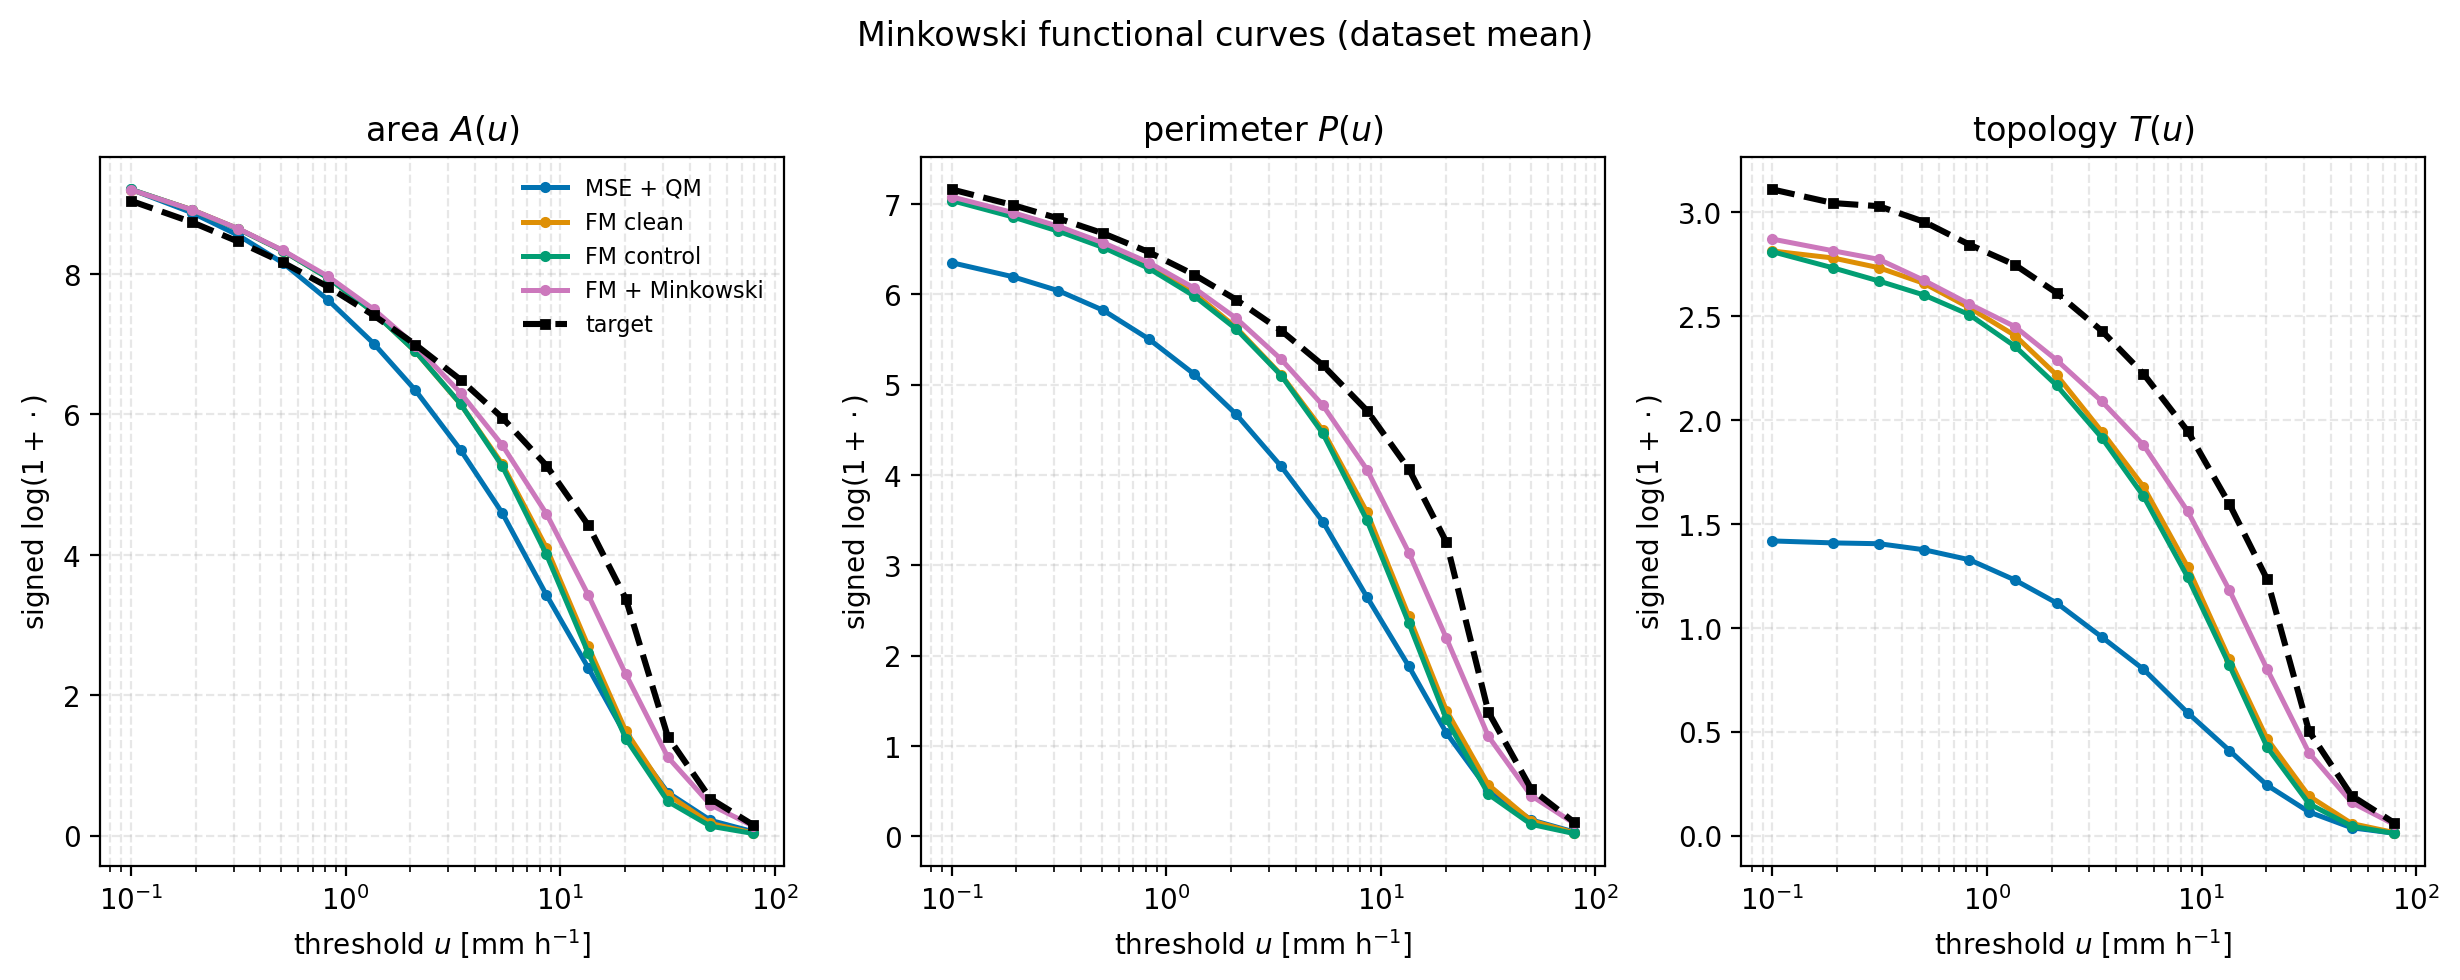 Minkowski functional curves (dataset mean)
area A(u)
signed log(1 + · )
8
6
4
2
0
10⁻¹
10⁰
10¹
10²
threshold u [mm h⁻¹]
MSE + QM
FM clean
FM control
FM + Minkowski
target
perimeter P(u)
signed log(1 + · )
7
6
5
4
3
2
1
0
10⁻¹
10⁰
10¹
10²
threshold u [mm h⁻¹]
topology T(u)
signed log(1 + · )
3.0
2.5
2.0
1.5
1.0
0.5
0.0
10⁻¹
10⁰
10¹
10²
threshold u [mm h⁻¹]